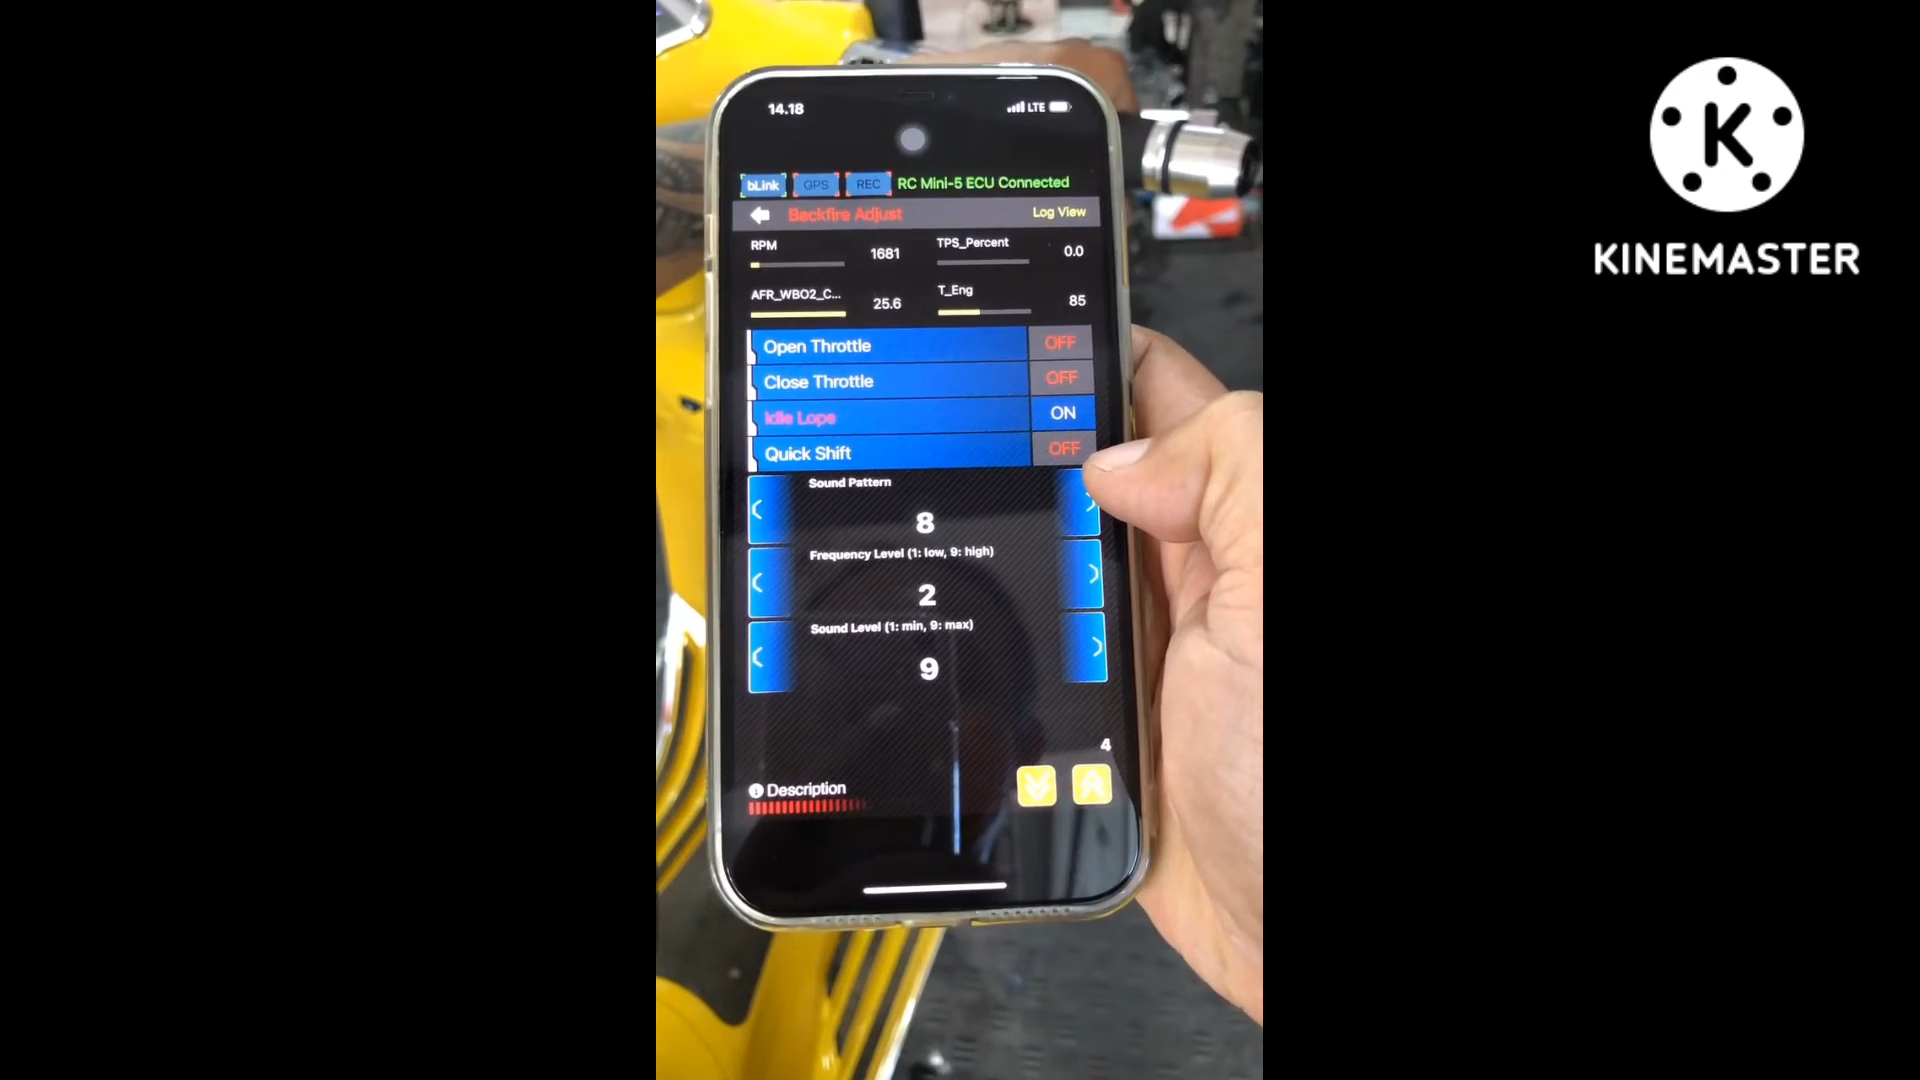 14.18
LTE
bLink GPS REC RC Mini-5 ECU Connected
Backfire Adjust Log View
RPM 1681 TPS_Percent 0.0
AFR_WBO2_C... 25.6 T_Eng 85
Open Throttle OFF
Close Throttle OFF
Idle Lops ON
Quick Shift OFF
Sound Pattern
8
Frequency Level (1: low, 9: high)
2
Sound Level (1: min, 9: max)
9
4
Description
K
KINEMASTER